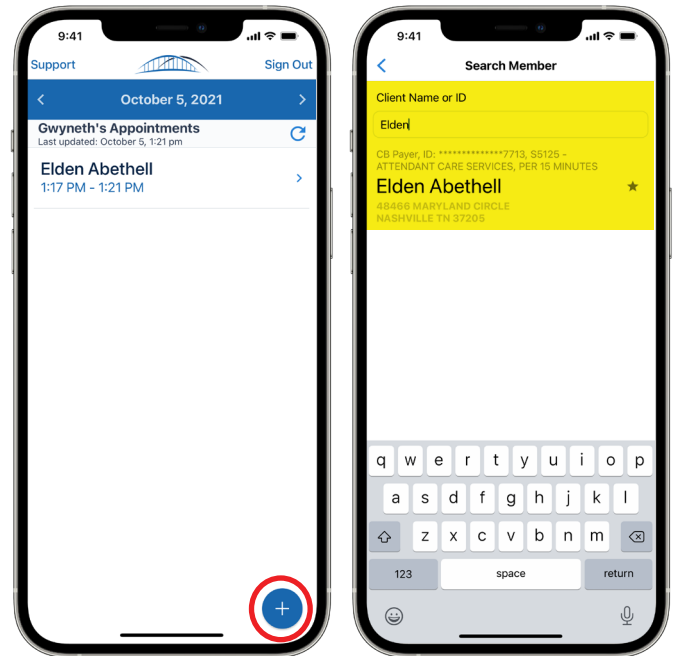 9:41
Support
Sign Out
October 5, 2021
Gwyneth's Appointments
Last updated: October 5, 1:21 pm
Elden Abethell
1:17 PM - 1:21 PM
+
9:41
Search Member
Client Name or ID
Elden
CB Payer, ID: **************7713, S5125 -
ATTENDANT CARE SERVICES, PER 15 MINUTES
Elden Abethell
48466 MARYLAND CIRCLE
NASHVILLE TN 37205
q w e r t y u i o p
a s d f g h j k l
z x c v b n m
123 space return